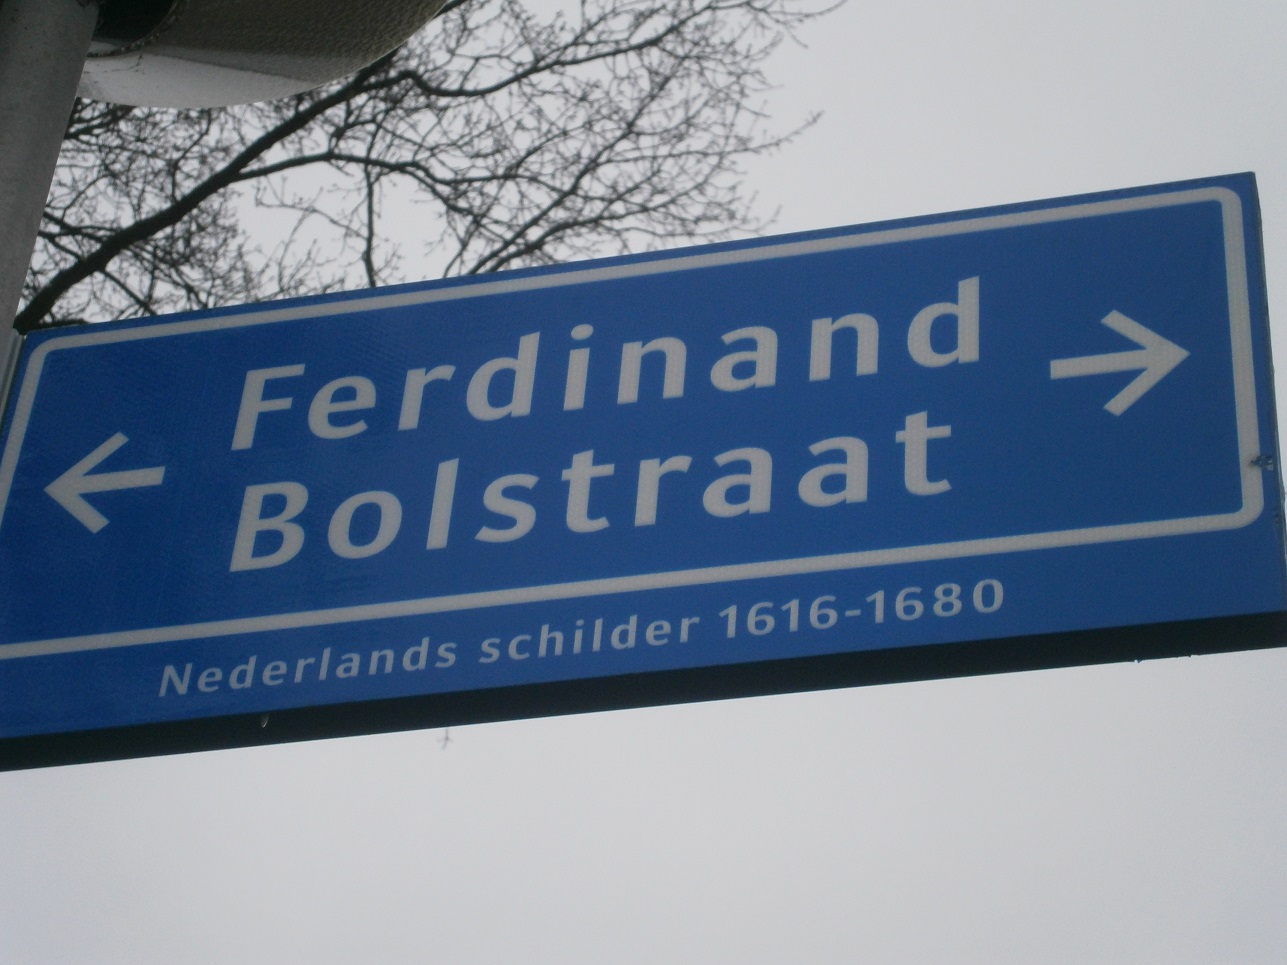 Ferdinand
Bolstraat
Nederlands schilder 1616-1680